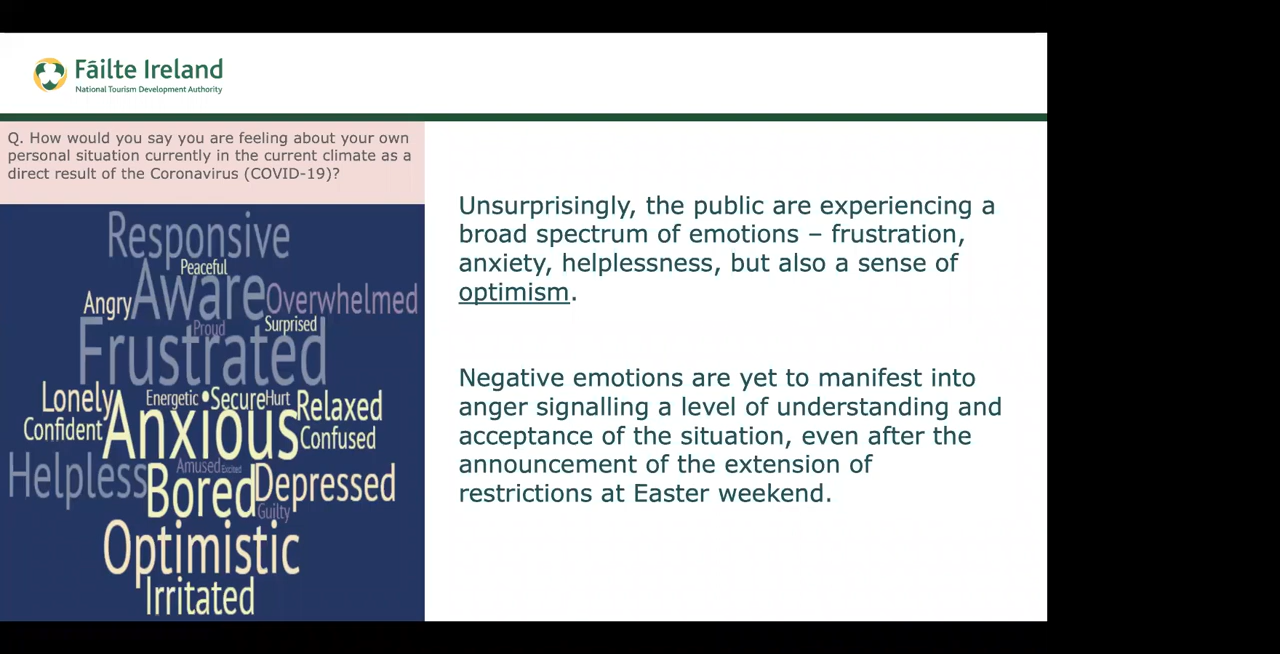 Fáilte Ireland
National Tourism Development Authority
Q. How would you say you are feeling about your own
personal situation currently in the current climate as a
direct result of the Coronavirus (COVID-19)?
Responsive
Peaceful
Angry Aware Overwhelmed
Proud Surprised
Frustrated
Lonely Energetic •Secure Hurt Relaxed
Confident Anxious Confused
Helpless Amused Excited
Bored Depressed
Guilty
Optimistic
Irritated
Unsurprisingly, the public are experiencing a
broad spectrum of emotions – frustration,
anxiety, helplessness, but also a sense of
optimism.
Negative emotions are yet to manifest into
anger signalling a level of understanding and
acceptance of the situation, even after the
announcement of the extension of
restrictions at Easter weekend.